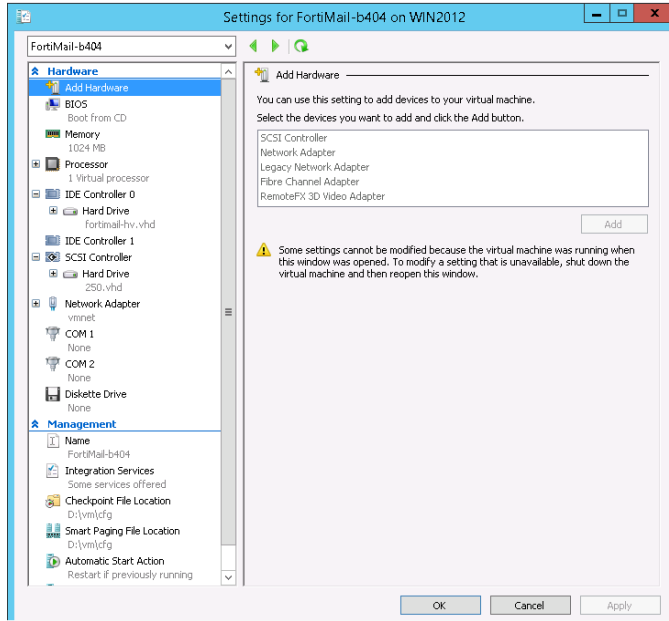 Settings for FortiMail-b404 on WIN2012
FortiMail-b404
Hardware
Add Hardware
BIOS
Boot from CD
Memory
1024 MB
Processor
1 Virtual processor
IDE Controller 0
Hard Drive
fortimail-hv.vhd
IDE Controller 1
SCSI Controller
Hard Drive
250.vhd
Network Adapter
vmnet
COM 1
None
COM 2
None
Diskette Drive
None
Management
Name
FortiMail-b404
Integration Services
Some services offered
Checkpoint File Location
D:\vm\cfg
Smart Paging File Location
D:\vm\cfg
Automatic Start Action
Restart if previously running
Add Hardware
You can use this setting to add devices to your virtual machine.
Select the devices you want to add and click the Add button.
SCSI Controller
Network Adapter
Legacy Network Adapter
Fibre Channel Adapter
RemoteFX 3D Video Adapter
Add
Some settings cannot be modified because the virtual machine was running when
this window was opened. To modify a setting that is unavailable, shut down the
virtual machine and then reopen this window.
OK
Cancel
Apply